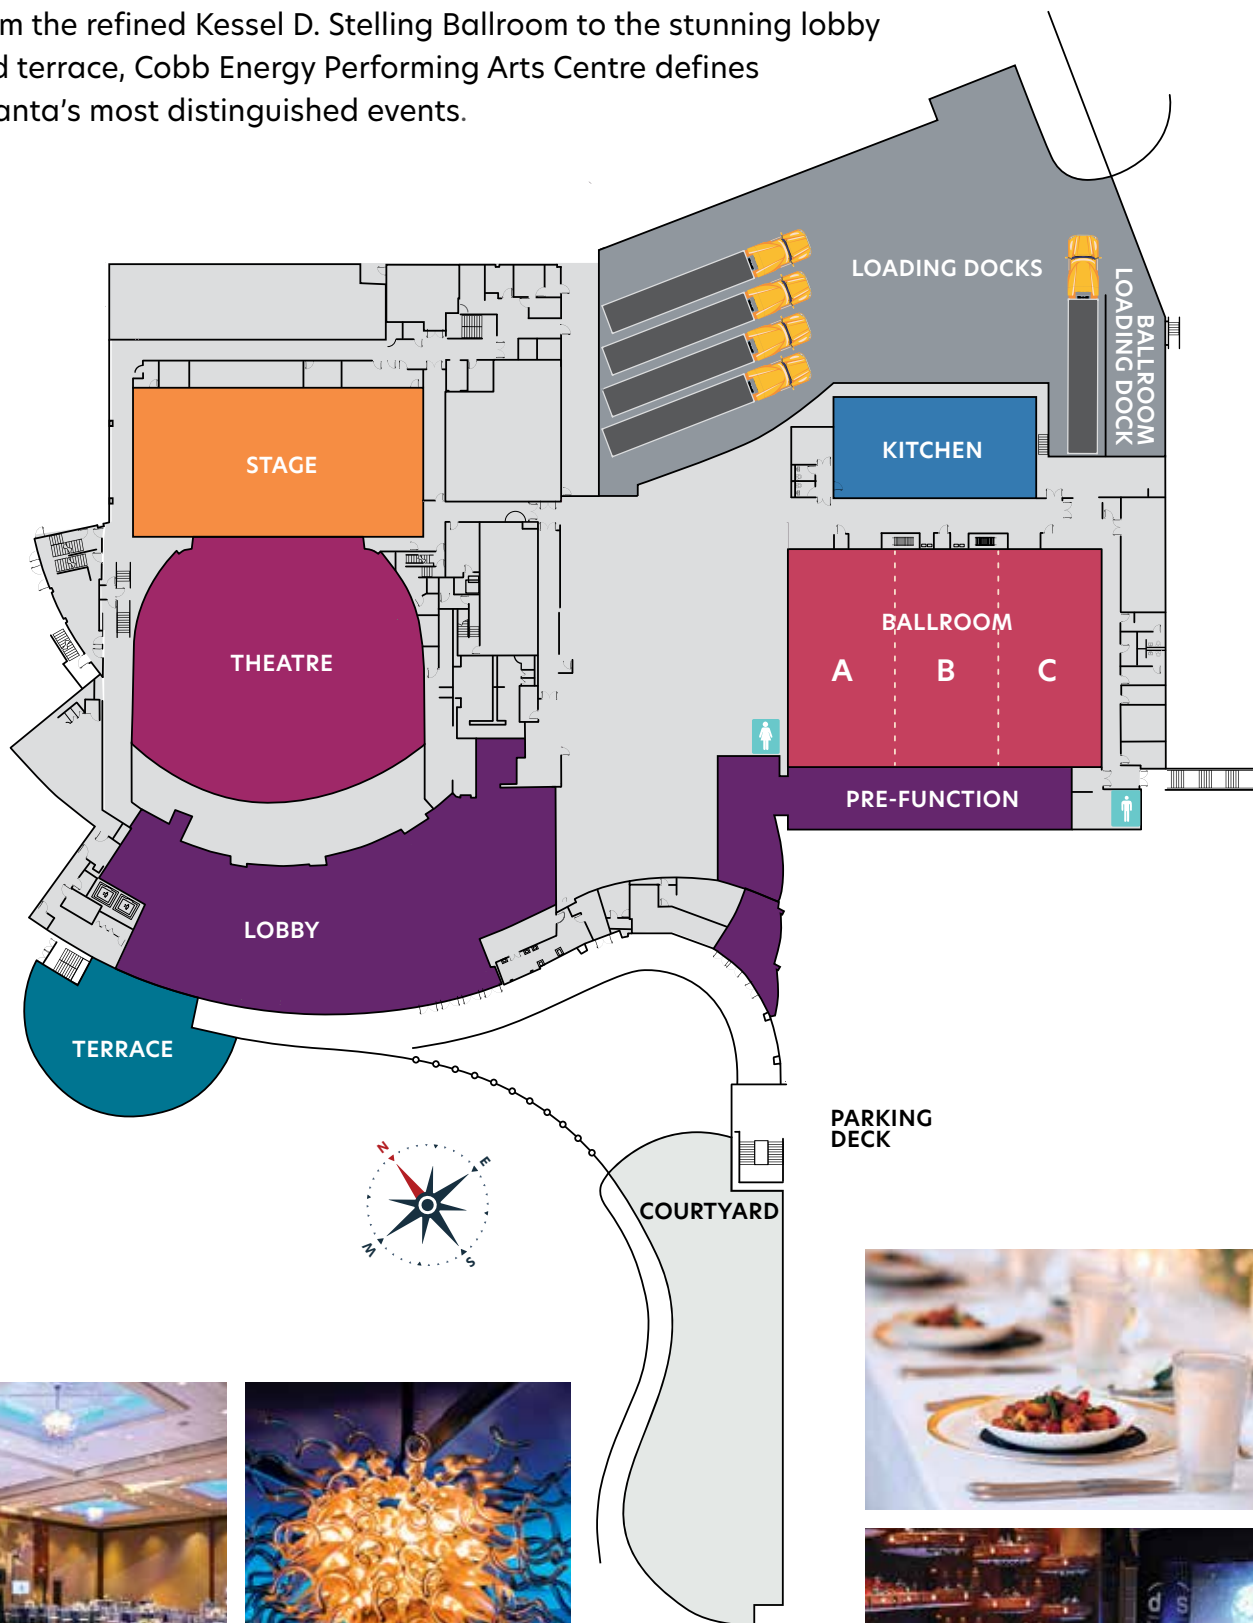 m the refined Kessel D. Stelling Ballroom to the stunning lobby
d terrace, Cobb Energy Performing Arts Centre defines
anta's most distinguished events.
LOADING DOCKS
BALLROOM
LOADING DOCK
KITCHEN
STAGE
BALLROOM
A B C
THEATRE
PRE-FUNCTION
LOBBY
TERRACE
PARKING
DECK
N
E
W
S
COURTYARD
d s